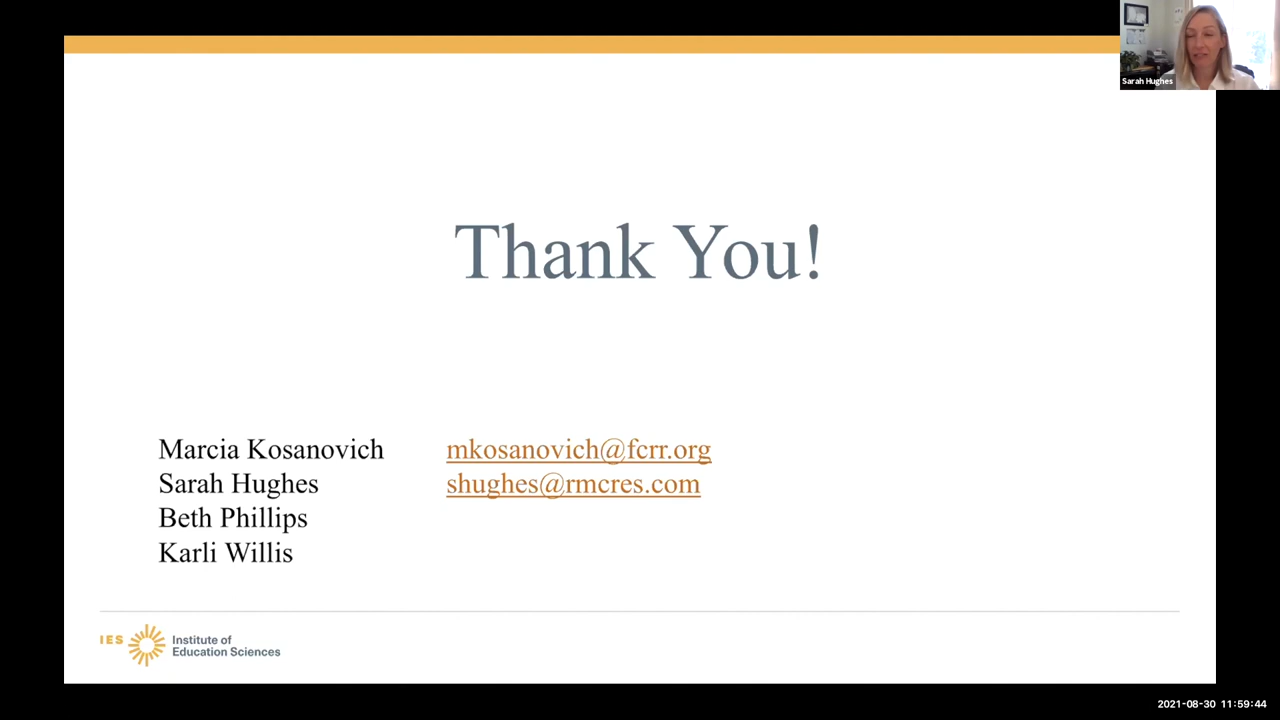 Sarah Hughes
Thank You!
Marcia Kosanovich mkosanovich@fcrr.org
Sarah Hughes shughes@rmcres.com
Beth Phillips
Karli Willis
IES Institute of
Education Sciences
2021-08-30 11:59:44